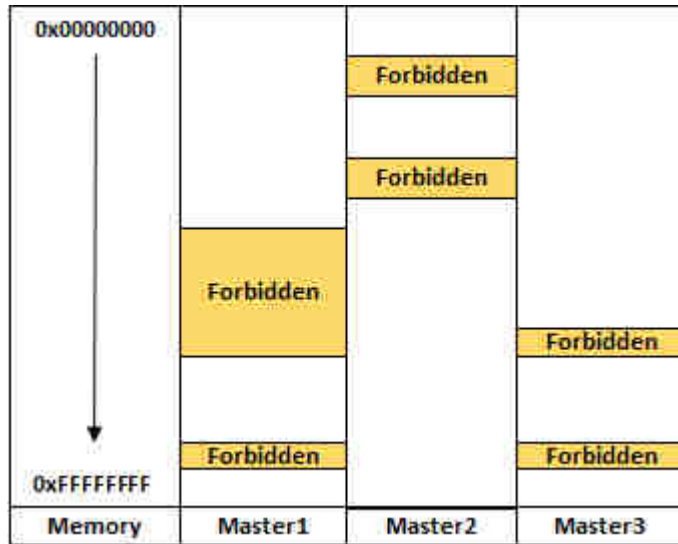 0x00000000
Forbidden
Forbidden
Forbidden
Forbidden
Forbidden
Forbidden
0xFFFFFFFF
Memory Master1 Master2 Master3